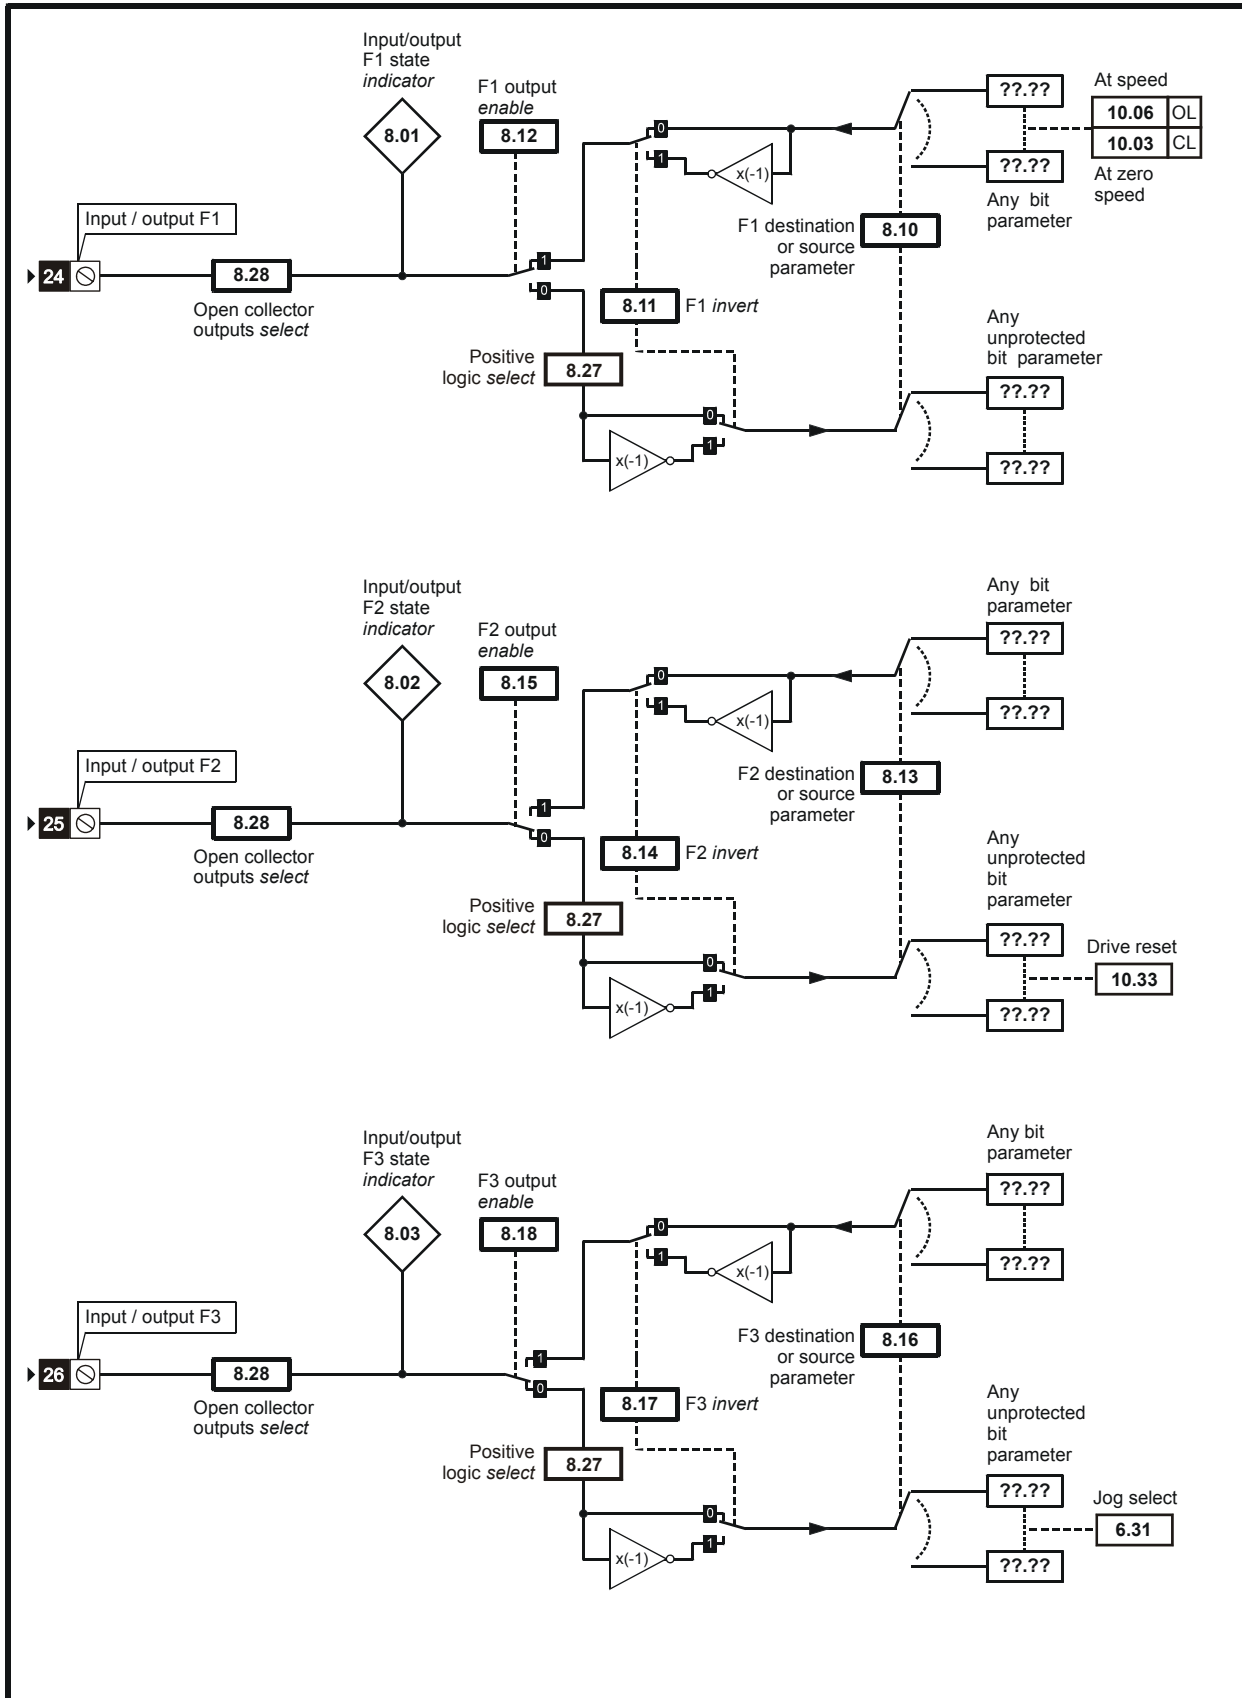 Input/output
F1 state
indicator
8.01
F1 output
enable
8.12
0
1
x(-1)
??.??
??.??
Any bit
parameter
At speed
10.06 OL
10.03 CL
At zero
speed
Input / output F1
24
8.28
Open collector
outputs select
1
0
F1 destination
or source
parameter
8.10
8.11
F1 invert
Positive
logic select
8.27
0
1
x(-1)
Any
unprotected
bit parameter
??.??
??.??
Input/output
F2 state
indicator
8.02
F2 output
enable
8.15
0
1
x(-1)
Any bit
parameter
??.??
??.??
Input / output F2
25
8.28
Open collector
outputs select
1
0
F2 destination
or source
parameter
8.13
8.14
F2 invert
Positive
logic select
8.27
0
1
x(-1)
Any
unprotected
bit
parameter
??.??
??.??
Drive reset
10.33
Input/output
F3 state
indicator
8.03
F3 output
enable
8.18
0
1
x(-1)
Any bit
parameter
??.??
??.??
Input / output F3
26
8.28
Open collector
outputs select
1
0
F3 destination
or source
parameter
8.16
8.17
F3 invert
Positive
logic select
8.27
0
1
x(-1)
Any
unprotected
bit
parameter
??.??
??.??
Jog select
6.31